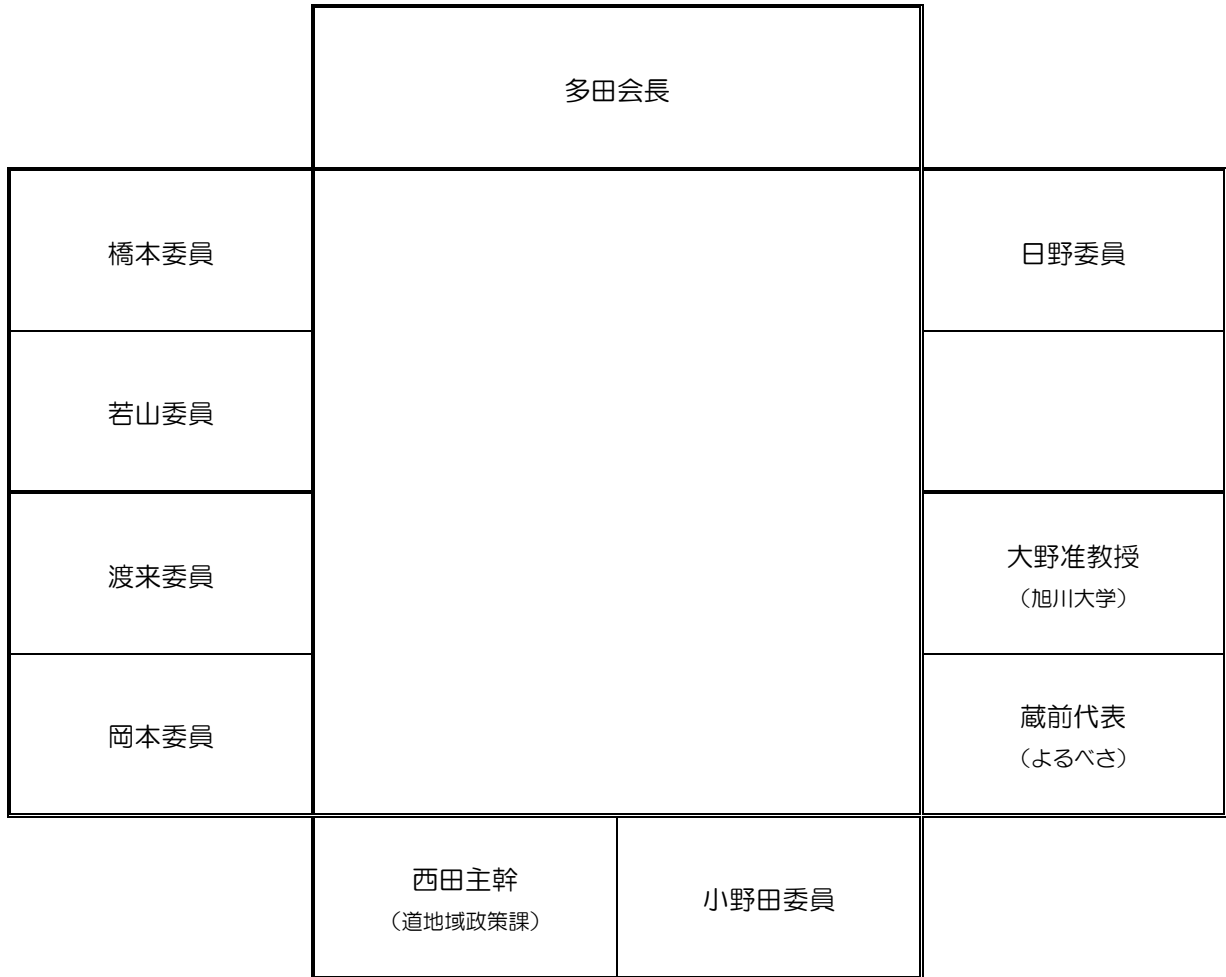 多田会長
橋本委員
日野委員
若山委員
渡来委員
大野准教授
（旭川大学）
岡本委員
蔵前代表
（よるべさ）
西田主幹
（道地域政策課）
小野田委員